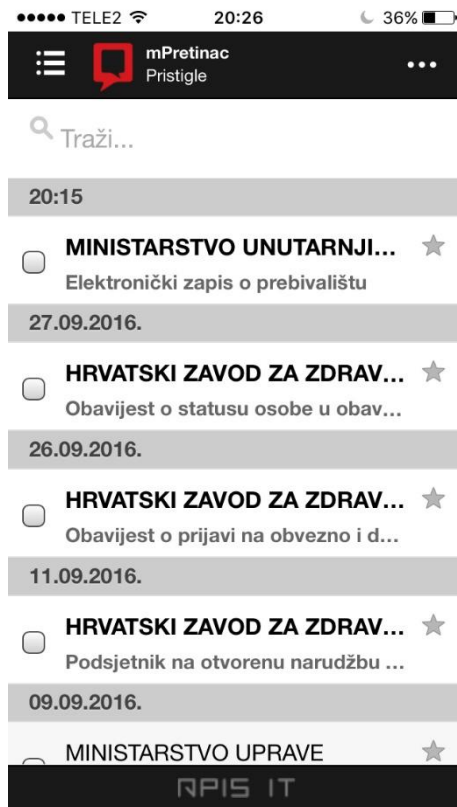 TELE2 20:26 36%
mPretinac
Pristigle
Traži...
20:15
MINISTARSTVO UNUTARNJI...
Elektronički zapis o prebivalištu
27.09.2016.
HRVATSKI ZAVOD ZA ZDRAV...
Obavijest o statusu osobe u obav...
26.09.2016.
HRVATSKI ZAVOD ZA ZDRAV...
Obavijest o prijavi na obvezno i d...
11.09.2016.
HRVATSKI ZAVOD ZA ZDRAV...
Podsjetnik na otvorenu narudžbu ...
09.09.2016.
MINISTARSTVO UPRAVE
APIS IT